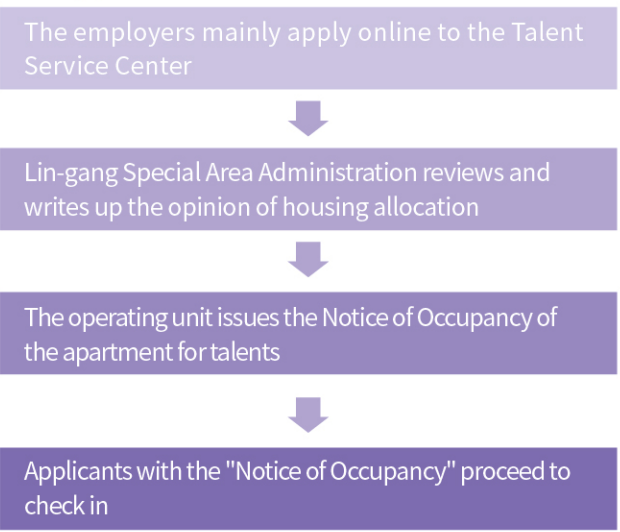 The employers mainly apply online to the Talent
Service Center
Lin-gang Special Area Administration reviews and
writes up the opinion of housing allocation
The operating unit issues the Notice of Occupancy of
the apartment for talents
Applicants with the "Notice of Occupancy" proceed to
check in